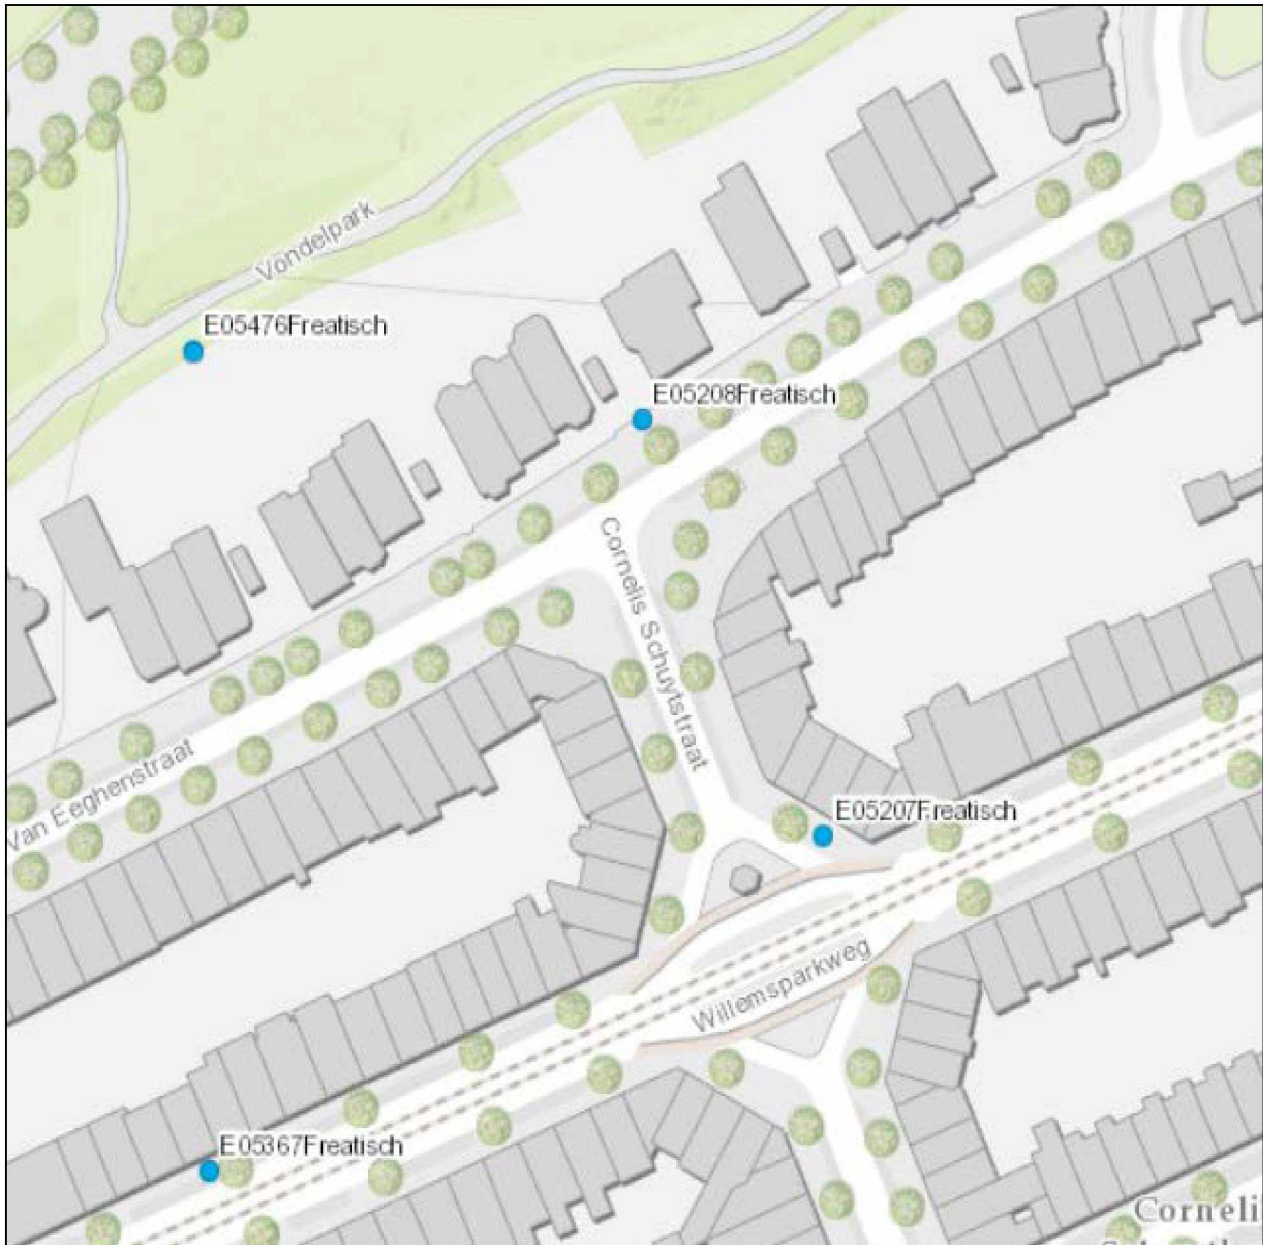 Vondelpark
E05476Freatisch
E05208Freatisch
Cornelis Schuytstraat
Van Eeghenstraat
E05207Freatisch
Willemsparkweg
E05367Freatisch
Corneli